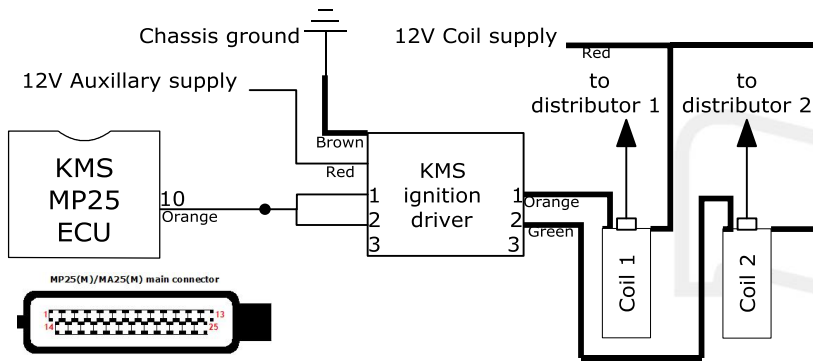 Chassis ground
12V Coil supply
Red
12V Auxillary supply
to
distributor 1
to
distributor 2
Brown
Red
KMS
MP25
ECU
10
Orange
KMS
ignition
driver
1
2
3
1
2
3
Orange
Green
Coil 1
Coil 2
MP25(M)/MA25(M) main connector
1
13
14
25